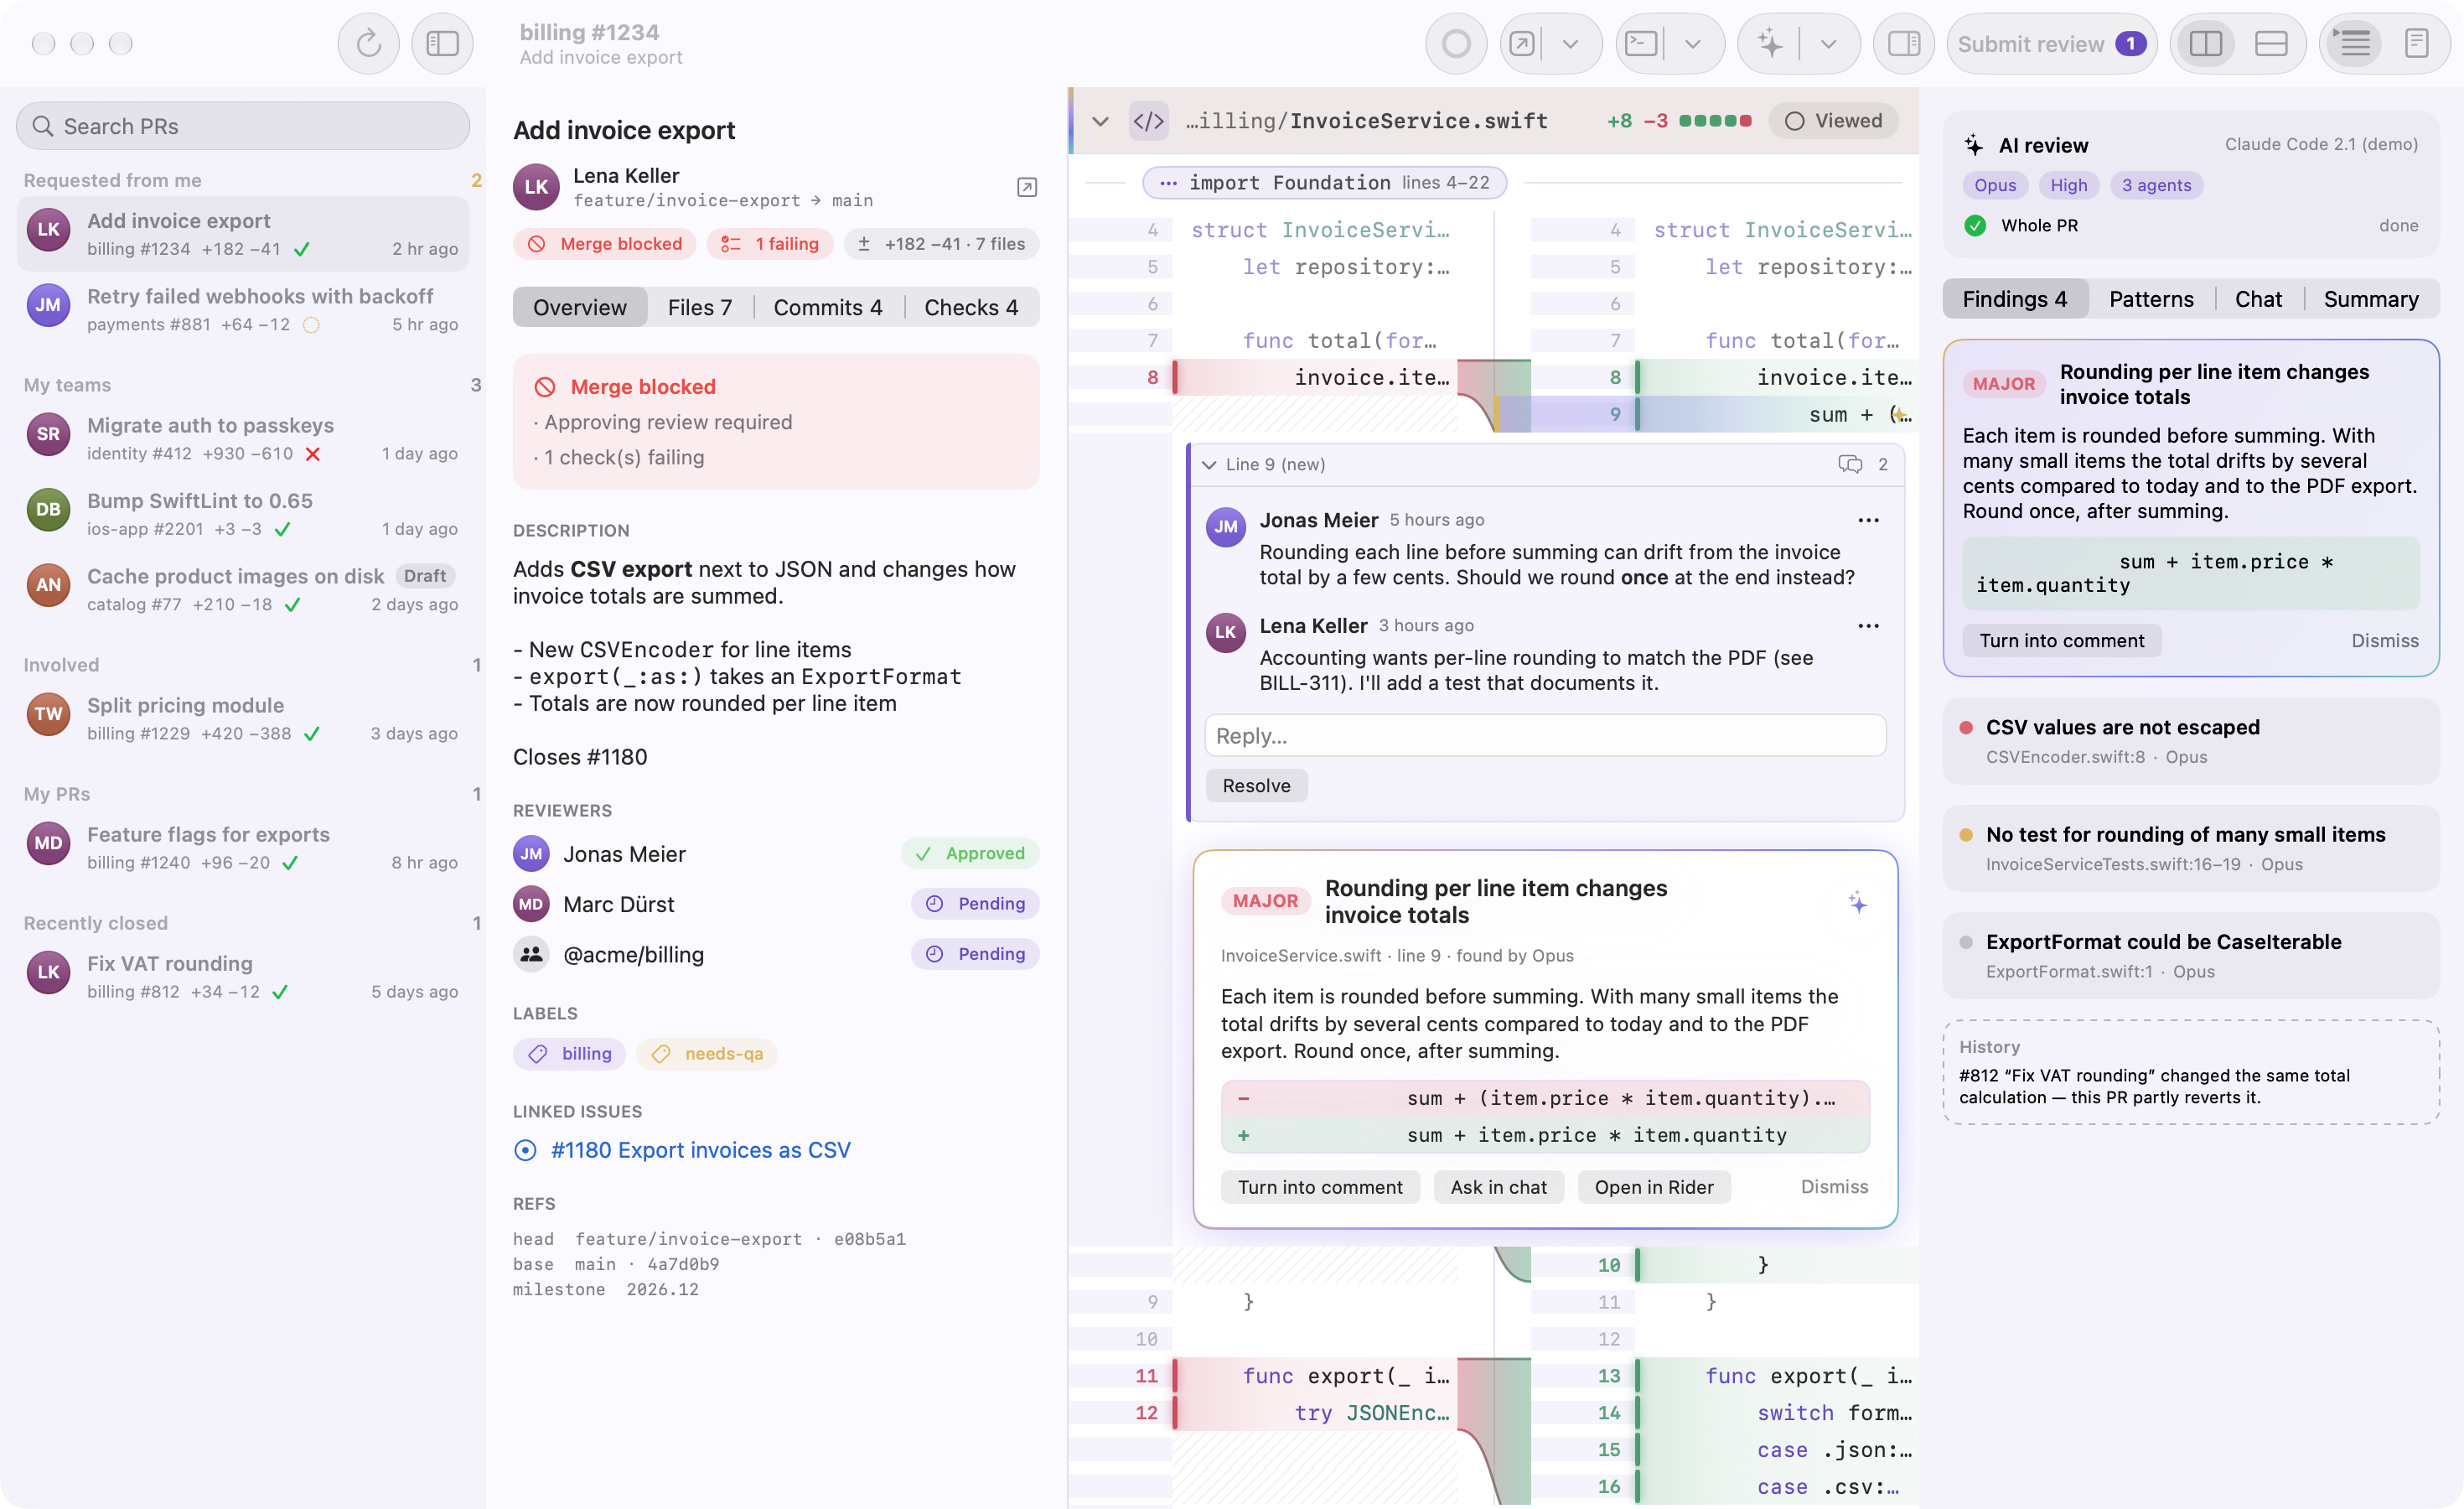 billing #1234
Add invoice export
Submit review 1
Search PRs
Requested from me 2
LK
Add invoice export
billing #1234 +182 −41 2 hr ago
JM
Retry failed webhooks with backoff
payments #881 +64 −12 5 hr ago
My teams 3
SR
Migrate auth to passkeys
identity #412 +930 −610 1 day ago
DB
Bump SwiftLint to 0.65
ios-app #2201 +3 −3 1 day ago
AN
Cache product images on disk Draft
catalog #77 +210 −18 2 days ago
Involved 1
TW
Split pricing module
billing #1229 +420 −388 3 days ago
My PRs 1
MD
Feature flags for exports
billing #1240 +96 −20 8 hr ago
Recently closed 1
LK
Fix VAT rounding
billing #812 +34 −12 5 days ago
Add invoice export
LK
Lena Keller
feature/invoice-export → main
Merge blocked 1 failing ± +182 −41 · 7 files
Overview Files 7 Commits 4 Checks 4
Merge blocked
· Approving review required
· 1 check(s) failing
DESCRIPTION
Adds CSV export next to JSON and changes how
invoice totals are summed.
- New CSVEncoder for line items
- export(_:as:) takes an ExportFormat
- Totals are now rounded per line item
Closes #1180
REVIEWERS
JM Jonas Meier Approved
MD Marc Dürst Pending
@acme/billing Pending
LABELS
billing needs-qa
LINKED ISSUES
#1180 Export invoices as CSV
REFS
head feature/invoice-export · e08b5a1
base main · 4a7d0b9
milestone 2026.12
</> …illing/InvoiceService.swift +8 −3 Viewed
··· import Foundation lines 4–22
4 struct InvoiceServi… 4 struct InvoiceServi…
5 let repository:… 5 let repository:…
6 6
7 func total(for… 7 func total(for…
8 invoice.ite… 8 invoice.ite…
9 sum + (…
Line 9 (new) 2
JM
Jonas Meier 5 hours ago
Rounding each line before summing can drift from the invoice
total by a few cents. Should we round once at the end instead?
LK
Lena Keller 3 hours ago
Accounting wants per-line rounding to match the PDF (see
BILL-311). I'll add a test that documents it.
Reply...
Resolve
MAJOR
Rounding per line item changes
invoice totals
InvoiceService.swift · line 9 · found by Opus
Each item is rounded before summing. With many small items the
total drifts by several cents compared to today and to the PDF
export. Round once, after summing.
− sum + (item.price * item.quantity).…
+ sum + item.price * item.quantity
Turn into comment Ask in chat Open in Rider Dismiss
10 }
9 } 11 }
10 12
11 func export(_ i… 13 func export(_ i…
12 try JSONEnc… 14 switch form…
15 case .json:…
16 case .csv:…
AI review Claude Code 2.1 (demo)
Opus High 3 agents
Whole PR done
Findings 4 Patterns Chat Summary
MAJOR
Rounding per line item changes
invoice totals
Each item is rounded before summing. With
many small items the total drifts by several
cents compared to today and to the PDF export.
Round once, after summing.
sum + item.price *
item.quantity
Turn into comment Dismiss
CSV values are not escaped
CSVEncoder.swift:8 · Opus
No test for rounding of many small items
InvoiceServiceTests.swift:16–19 · Opus
ExportFormat could be CaseIterable
ExportFormat.swift:1 · Opus
History
#812 “Fix VAT rounding” changed the same total
calculation — this PR partly reverts it.